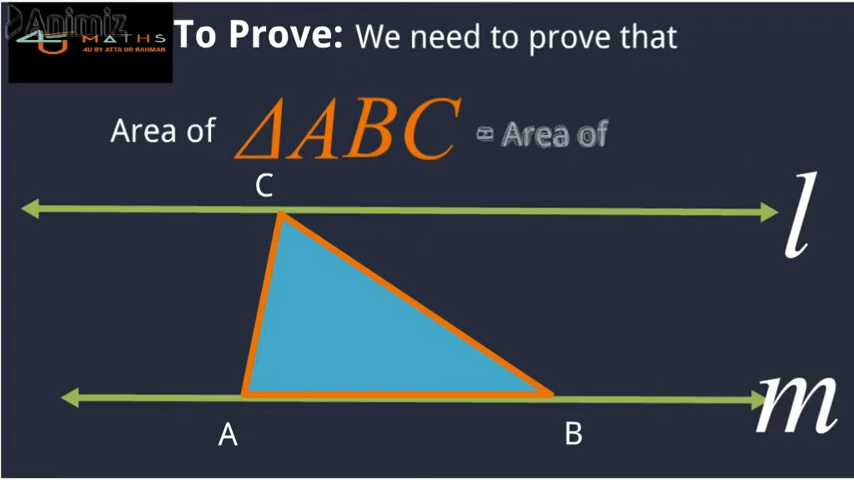 Animiz
4U MATHS
4U BY ATTA UR RAHMAN
To Prove: We need to prove that
Area of ΔABC = Area of
C
l
m
A
B